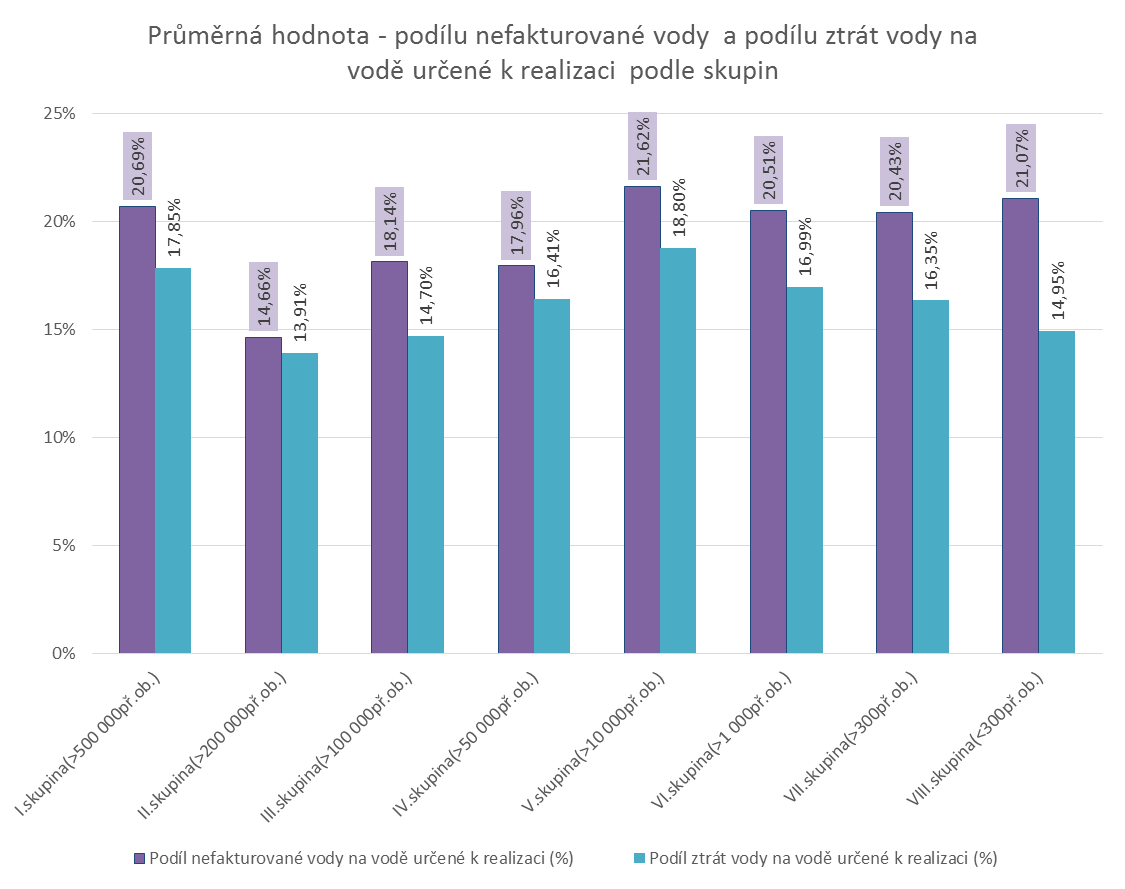 Průměrná hodnota - podílu nefakturované vody  a podílu ztrát vody na
vodě určené k realizaci  podle skupin
25%
20%
15%
10%
5%
0%
20,69%
17,85%
14,66%
13,91%
18,14%
14,70%
17,96%
16,41%
21,62%
18,80%
20,51%
16,99%
20,43%
16,35%
21,07%
14,95%
I.skupina(>500 000př.ob.)
II.skupina(>200 000př.ob.)
III.skupina(>100 000př.ob.)
IV.skupina(>50 000př.ob.)
V.skupina(>10 000př.ob.)
VI.skupina(>1 000př.ob.)
VII.skupina(>300př.ob.)
VIII.skupina(<300př.ob.)
Podíl nefakturované vody na vodě určené k realizaci (%)
Podíl ztrát vody na vodě určené k realizaci (%)